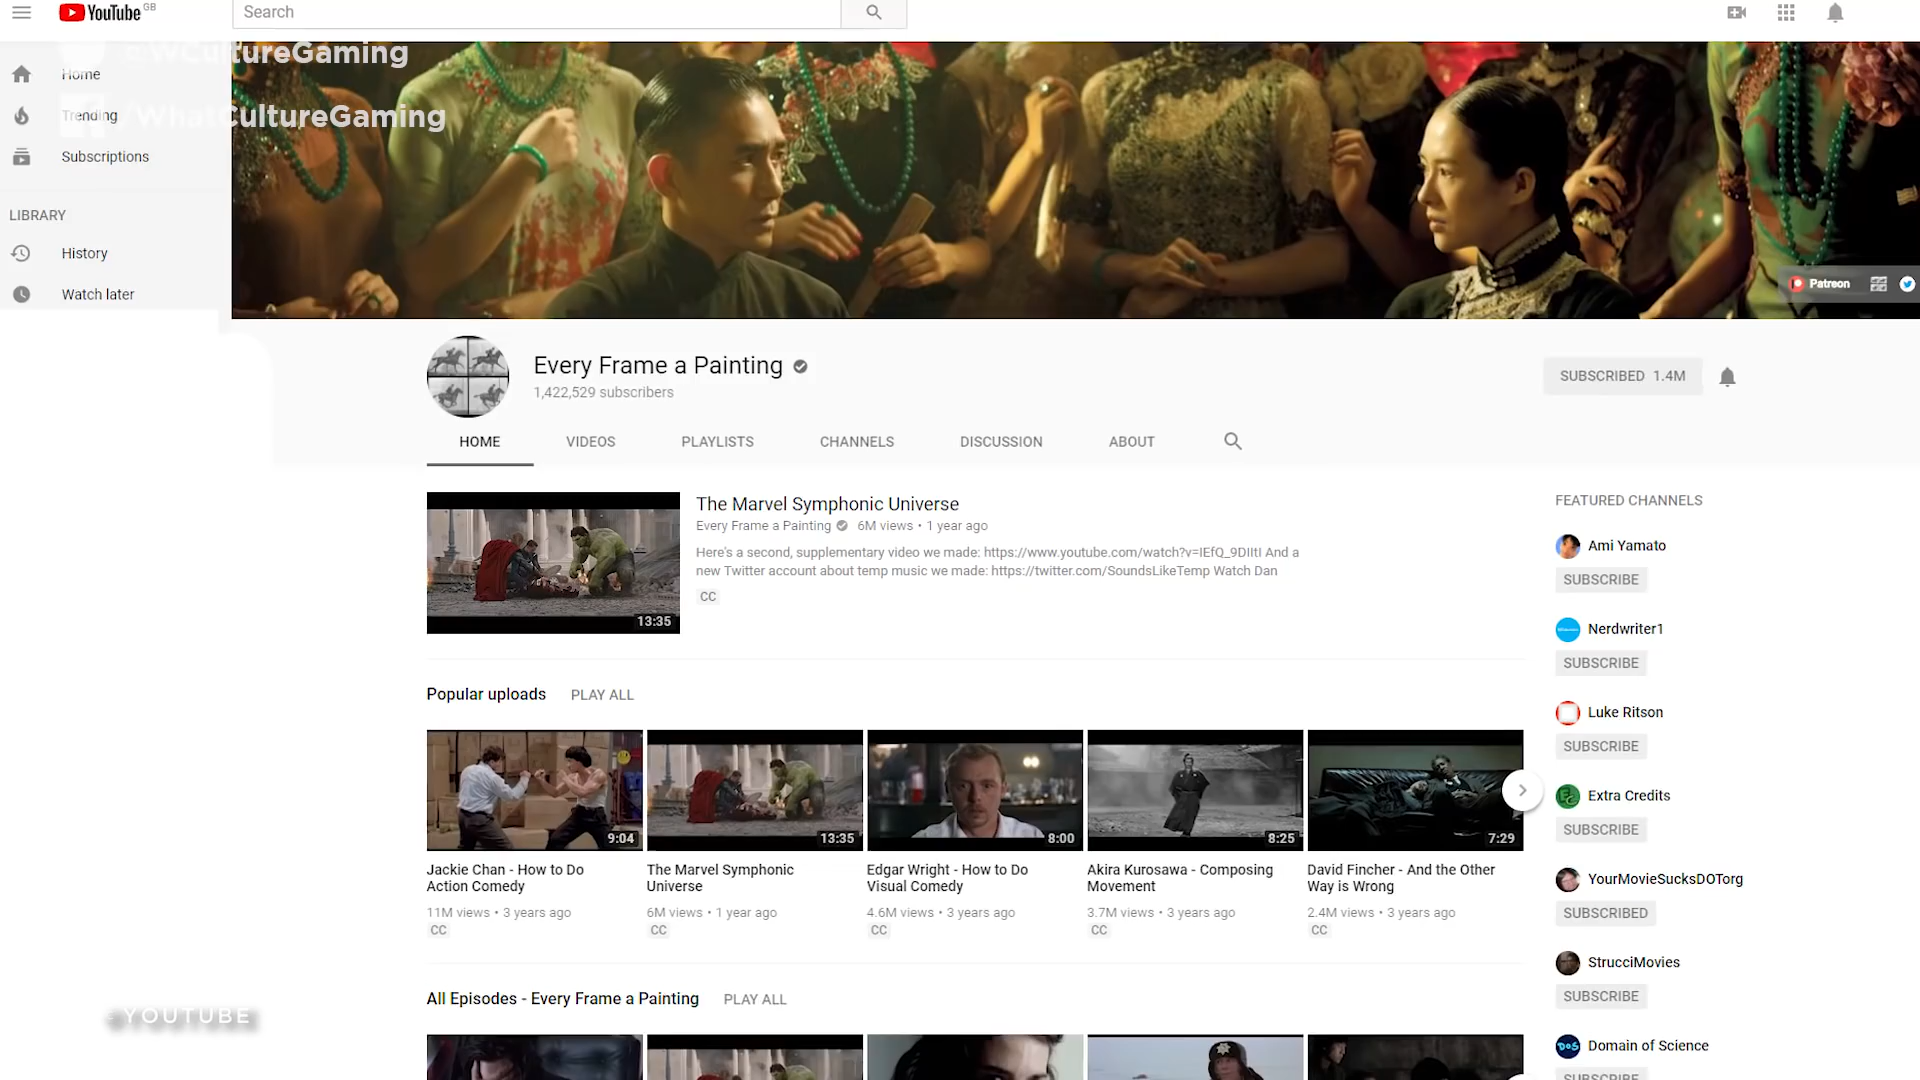 YouTube GB
Search
@WCultureGaming
/WhatCultureGaming
Home
Trending
Subscriptions
LIBRARY
History
Watch later
Patreon
Every Frame a Painting
1,422,529 subscribers
SUBSCRIBED 1.4M
HOME VIDEOS PLAYLISTS CHANNELS DISCUSSION ABOUT
The Marvel Symphonic Universe
Every Frame a Painting 6M views • 1 year ago
Here's a second, supplementary video we made: https://www.youtube.com/watch?v=IEfQ_9DIItI And a
new Twitter account about temp music we made: https://twitter.com/SoundsLikeTemp Watch Dan
CC
13:35
Popular uploads PLAY ALL
9:04
Jackie Chan - How to Do
Action Comedy
11M views • 3 years ago
CC
13:35
The Marvel Symphonic
Universe
6M views • 1 year ago
CC
8:00
Edgar Wright - How to Do
Visual Comedy
4.6M views • 3 years ago
CC
8:25
Akira Kurosawa - Composing
Movement
3.7M views • 3 years ago
CC
7:29
David Fincher - And the Other
Way is Wrong
2.4M views • 3 years ago
CC
All Episodes - Every Frame a Painting PLAY ALL
FEATURED CHANNELS
Ami Yamato
SUBSCRIBE
Nerdwriter1
SUBSCRIBE
Luke Ritson
SUBSCRIBE
Extra Credits
SUBSCRIBE
YourMovieSucksDOTorg
SUBSCRIBED
StrucciMovies
SUBSCRIBE
DoS
Domain of Science
SUBSCRIBE
© YOUTUBE